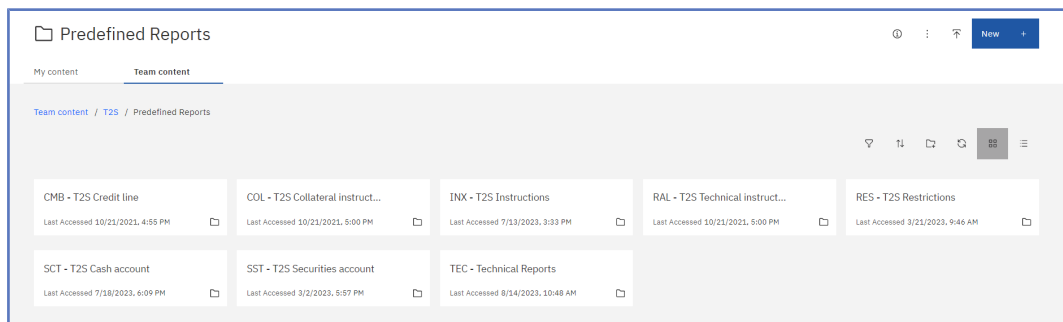 Predefined Reports
New +
My content Team content
Team content / T2S / Predefined Reports
CMB - T2S Credit line COL - T2S Collateral instruct... INX - T2S Instructions RAL - T2S Technical instruct... RES - T2S Restrictions
Last Accessed 10/21/2021, 4:55 PM Last Accessed 10/21/2021, 5:00 PM Last Accessed 7/13/2023, 3:33 PM Last Accessed 10/21/2021, 5:00 PM Last Accessed 3/21/2023, 9:46 AM
SCT - T2S Cash account SST - T2S Securities account TEC - Technical Reports
Last Accessed 7/18/2023, 6:09 PM Last Accessed 3/2/2023, 5:57 PM Last Accessed 8/14/2023, 10:48 AM